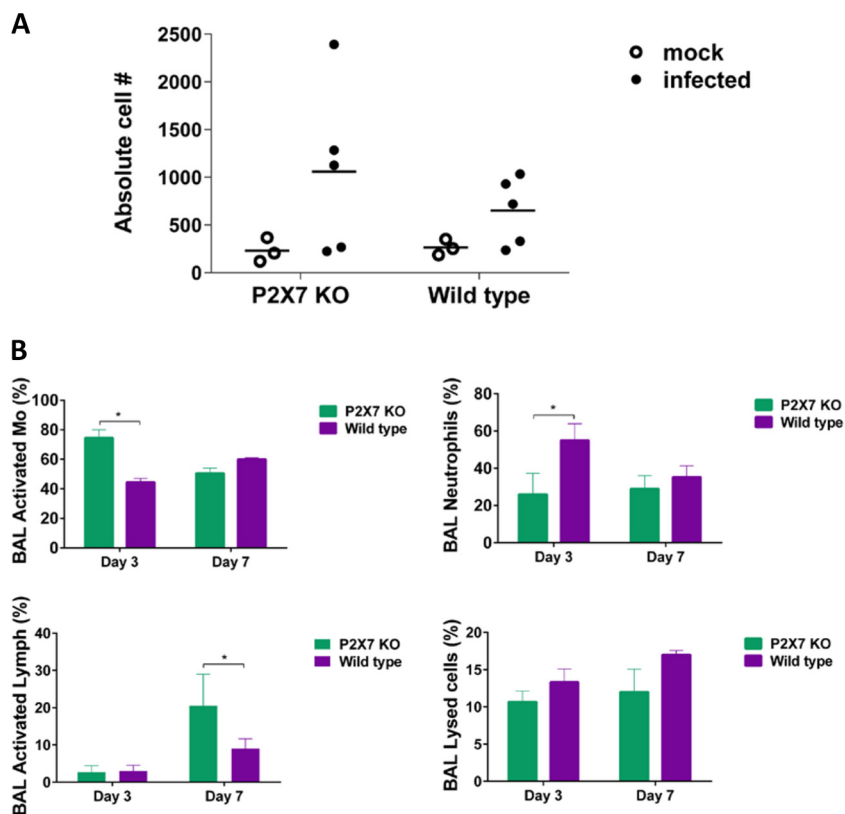 A
Absolute cell #
2500
2000
1500
1000
500
0
P2X7 KO
Wild type
mock
infected
B
BAL Activated Mo (%)
100
80
60
40
20
0
*
Day 3
Day 7
P2X7 KO
Wild type
BAL Neutrophils (%)
80
60
40
20
0
*
Day 3
Day 7
P2X7 KO
Wild type
BAL Activated Lymph (%)
40
30
20
10
0
*
Day 3
Day 7
P2X7 KO
Wild type
BAL Lysed cells (%)
20
15
10
5
0
Day 3
Day 7
P2X7 KO
Wild type